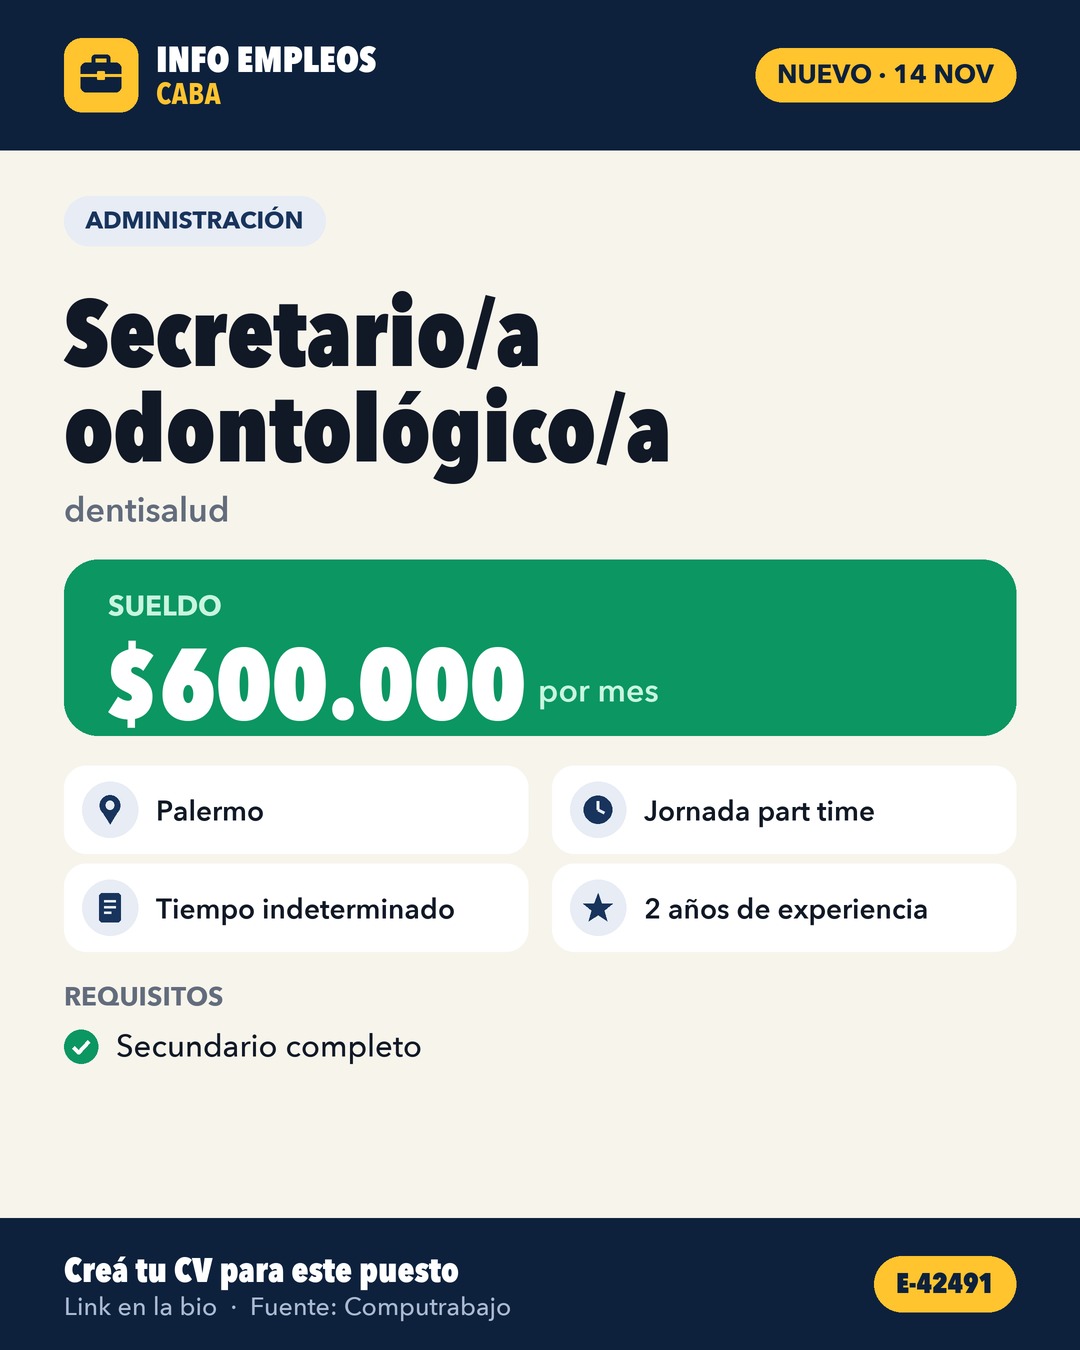 INFO EMPLEOS
CABA
NUEVO · 14 NOV
ADMINISTRACIÓN
Secretario/a
odontológico/a
dentisalud
SUELDO
$600.000 por mes
Palermo
Jornada part time
Tiempo indeterminado
2 años de experiencia
REQUISITOS
Secundario completo
Creá tu CV para este puesto
Link en la bio · Fuente: Computrabajo
E-42491